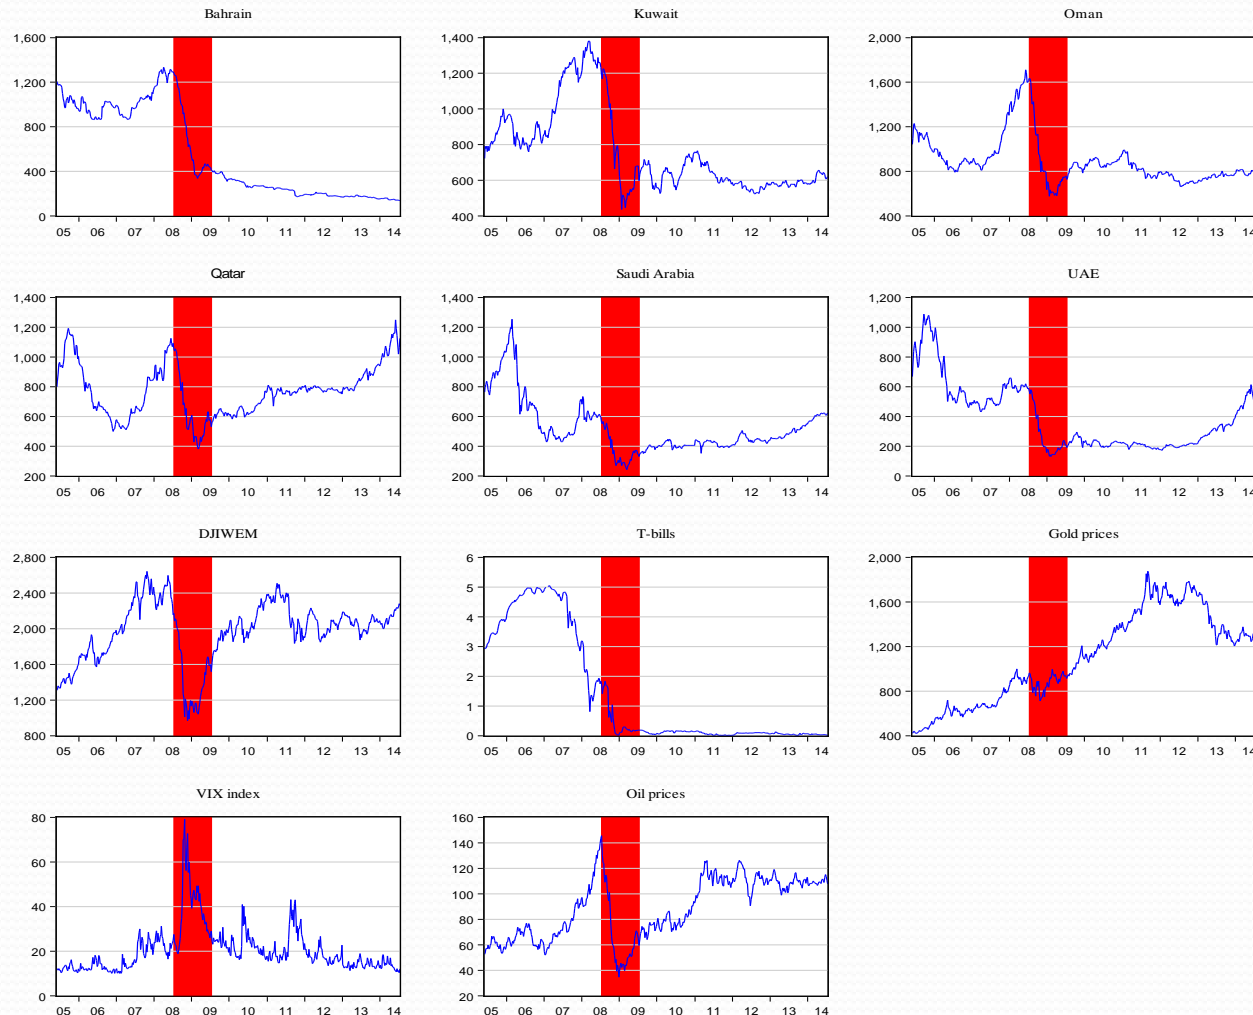 Bahrain Kuwait Oman
1,600 1,400 2,000
1,200 1,200 1,600
1,000
800 1,200
800
400 800
600
0 400 400
05 06 07 08 09 10 11 12 13 14 05 06 07 08 09 10 11 12 13 14 05 06 07 08 09 10 11 12 13 14
Qatar Saudi Arabia UAE
1,400 1,400 1,200
1,200 1,200 1,000
1,000 1,000 800
800 800 600
600 600 400
400 400 200
200 200 0
05 06 07 08 09 10 11 12 13 14 05 06 07 08 09 10 11 12 13 14 05 06 07 08 09 10 11 12 13 14
DJIWEM T-bills Gold prices
2,800 6 2,000
2,400 5 1,600
4
2,000
3 1,200
1,600
2
1,200 800
1
800 0 400
05 06 07 08 09 10 11 12 13 14 05 06 07 08 09 10 11 12 13 14 05 06 07 08 09 10 11 12 13 14
VIX index Oil prices
80 160
140
60 120
100
40
80
20 60
40
0 20
05 06 07 08 09 10 11 12 13 14 05 06 07 08 09 10 11 12 13 14